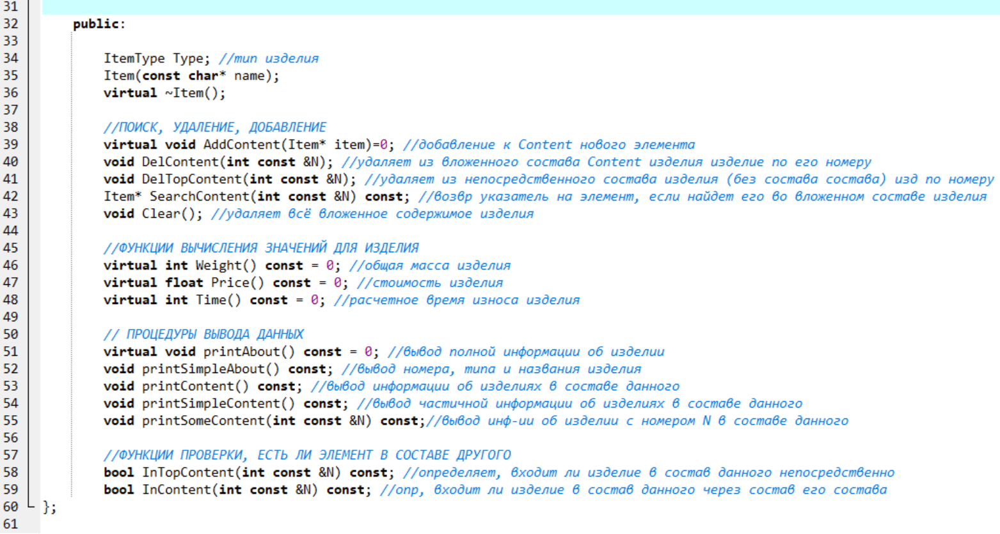 31
32 public:
33
34 ItemType Type; //тип изделия
35 Item(const char* name);
36 virtual ~Item();
37
38 //ПОИСК, УДАЛЕНИЕ, ДОБАВЛЕНИЕ
39 virtual void AddContent(Item* item)=0; //добавление к Content нового элемента
40 void DelContent(int const &N); //удаляет из вложенного состава Content изделия изделие по его номеру
41 void DelTopContent(int const &N); //удаляет из непосредственного состава изделия (без состава состава) изд по номеру
42 Item* SearchContent(int const &N) const; //возвр указатель на элемент, если найдет его во вложенном составе изделия
43 void Clear(); //удаляет всё вложенное содержимое изделия
44
45 //ФУНКЦИИ ВЫЧИСЛЕНИЯ ЗНАЧЕНИЙ ДЛЯ ИЗДЕЛИЯ
46 virtual int Weight() const = 0; //общая масса изделия
47 virtual float Price() const = 0; //стоимость изделия
48 virtual int Time() const = 0; //расчетное время износа изделия
49
50 // ПРОЦЕДУРЫ ВЫВОДА ДАННЫХ
51 virtual void printAbout() const = 0; //вывод полной информации об изделии
52 void printSimpleAbout() const; //вывод номера, типа и названия изделия
53 void printContent() const; //вывод информации об изделиях в составе данного
54 void printSimpleContent() const; //вывод частичной информации об изделиях в составе данного
55 void printSomeContent(int const &N) const;//вывод инф-ии об изделии с номером N в составе данного
56
57 //ФУНКЦИИ ПРОВЕРКИ, ЕСТЬ ЛИ ЭЛЕМЕНТ В СОСТАВЕ ДРУГОГО
58 bool InTopContent(int const &N) const; //определяет, входит ли изделие в состав данного непосредственно
59 bool InContent(int const &N) const; //опр, входит ли изделие в состав данного через состав его состава
60 };
61